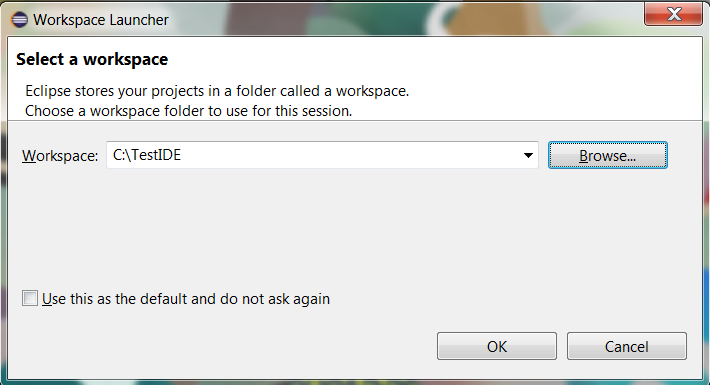 Workspace Launcher
Select a workspace
Eclipse stores your projects in a folder called a workspace.
Choose a workspace folder to use for this session.
Workspace: C:\TestIDE Browse...
Use this as the default and do not ask again
OK Cancel